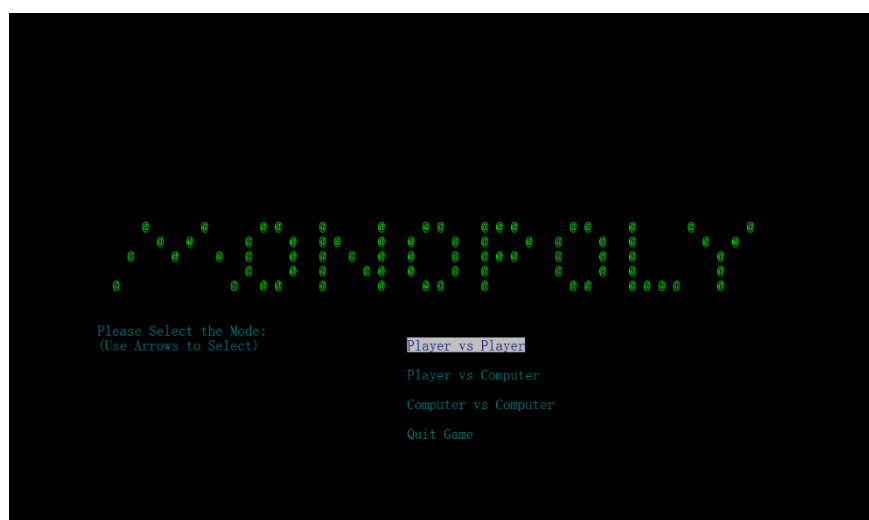 MONOPOLY
Please Select the Mode:
(Use Arrows to Select)
Player vs Player
Player vs Computer
Computer vs Computer
Quit Game